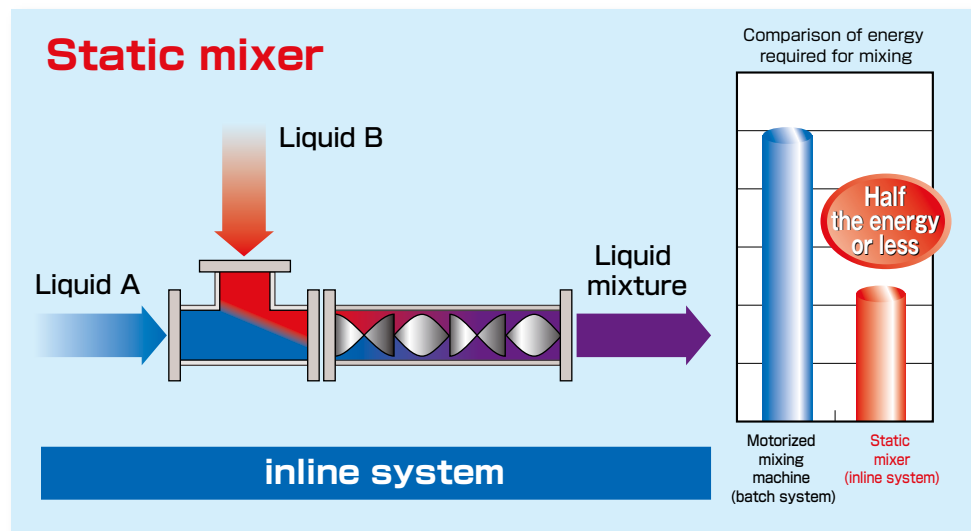 Static mixer
Liquid B
Liquid A
Liquid
mixture
inline system
Comparison of energy
required for mixing
Half
the energy
or less
Motorized
mixing
machine
(batch system)
Static
mixer
(inline system)